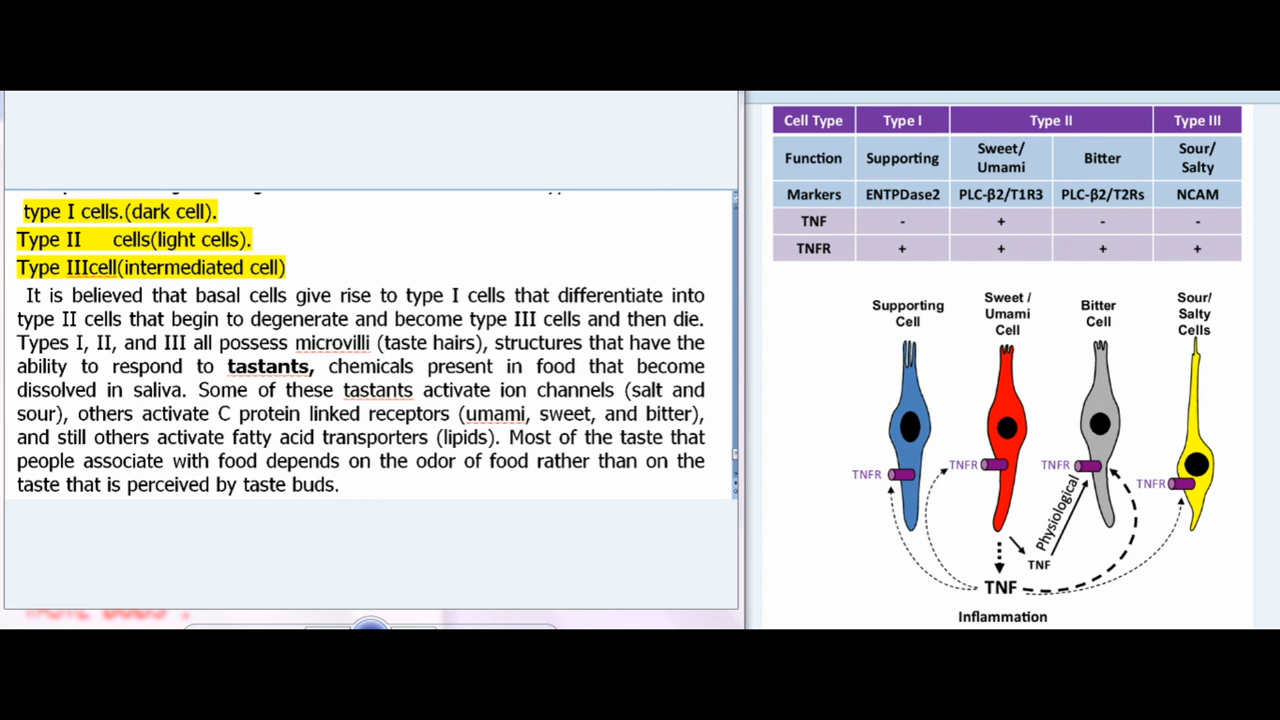 type I cells.(dark cell).
Type II cells(light cells).
Type IIIcell(intermediated cell)
It is believed that basal cells give rise to type I cells that differentiate into
type II cells that begin to degenerate and become type III cells and then die.
Types I, II, and III all possess microvilli (taste hairs), structures that have the
ability to respond to tastants, chemicals present in food that become
dissolved in saliva. Some of these tastants activate ion channels (salt and
sour), others activate C protein linked receptors (umami, sweet, and bitter),
and still others activate fatty acid transporters (lipids). Most of the taste that
people associate with food depends on the odor of food rather than on the
taste that is perceived by taste buds.
Cell Type Type I Type II Type III
Function Supporting Sweet/ Umami Bitter Sour/ Salty
Markers ENTPDase2 PLC-β2/T1R3 PLC-β2/T2Rs NCAM
TNF - + - -
TNFR + + + +
Supporting
Cell
Sweet /
Umami
Cell
Bitter
Cell
Sour/
Salty
Cells
TNFR
TNFR
TNFR
TNFR
Physiological
TNF
TNF
Inflammation